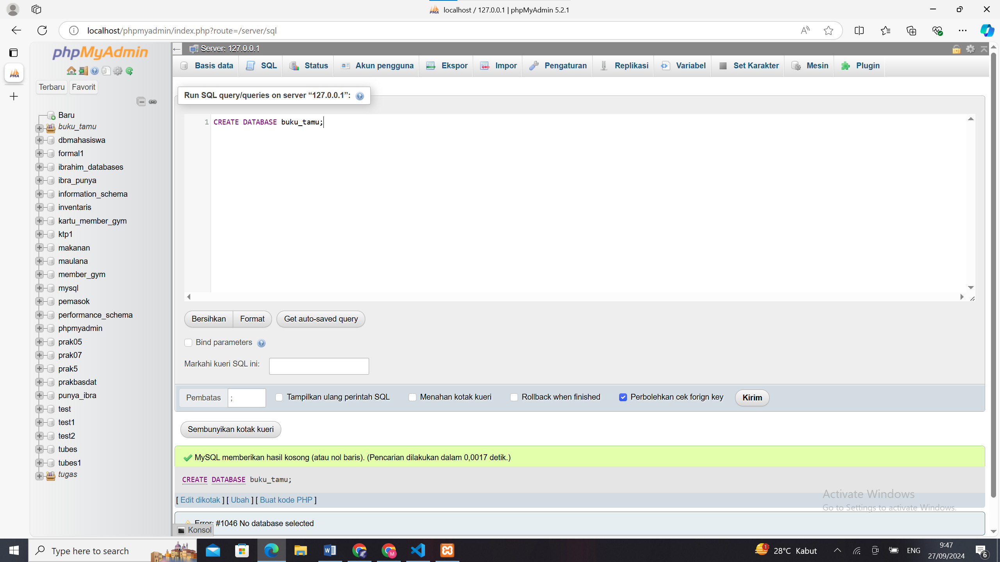 localhost / 127.0.0.1 | phpMyAdmin 5.2.1
localhost/phpmyadmin/index.php?route=/server/sql
phpMyAdmin
Terbaru Favorit
Baru
buku_tamu
dbmahasiswa
formal1
ibrahim_databases
ibra_punya
information_schema
inventaris
kartu_member_gym
ktp1
makanan
maulana
member_gym
mysql
pemasok
performance_schema
phpmyadmin
prak05
prak07
prak5
prakbasdat
punya_ibra
test
test1
test2
tubes
tubes1
tugas
Server: 127.0.0.1
Basis data SQL Status Akun pengguna Ekspor Impor Pengaturan Replikasi Variabel Set Karakter Mesin Plugin
Run SQL query/queries on server “127.0.0.1”:
1 CREATE DATABASE buku_tamu;
Bersihkan Format Get auto-saved query
Bind parameters
Markahi kueri SQL ini:
Pembatas ; Tampilkan ulang perintah SQL Menahan kotak kueri Rollback when finished Perbolehkan cek forign key Kirim
Sembunyikan kotak kueri
MySQL memberikan hasil kosong (atau nol baris). (Pencarian dilakukan dalam 0,0017 detik.)
CREATE DATABASE buku_tamu;
[ Edit dikotak ] [ Ubah ] [ Buat kode PHP ]
Error: #1046 No database selected
Konsol
Activate Windows
Go to Settings to activate Windows.
Type here to search
1
28°C Kabut
ENG
9:47
27/09/2024
6
PMA
PMA